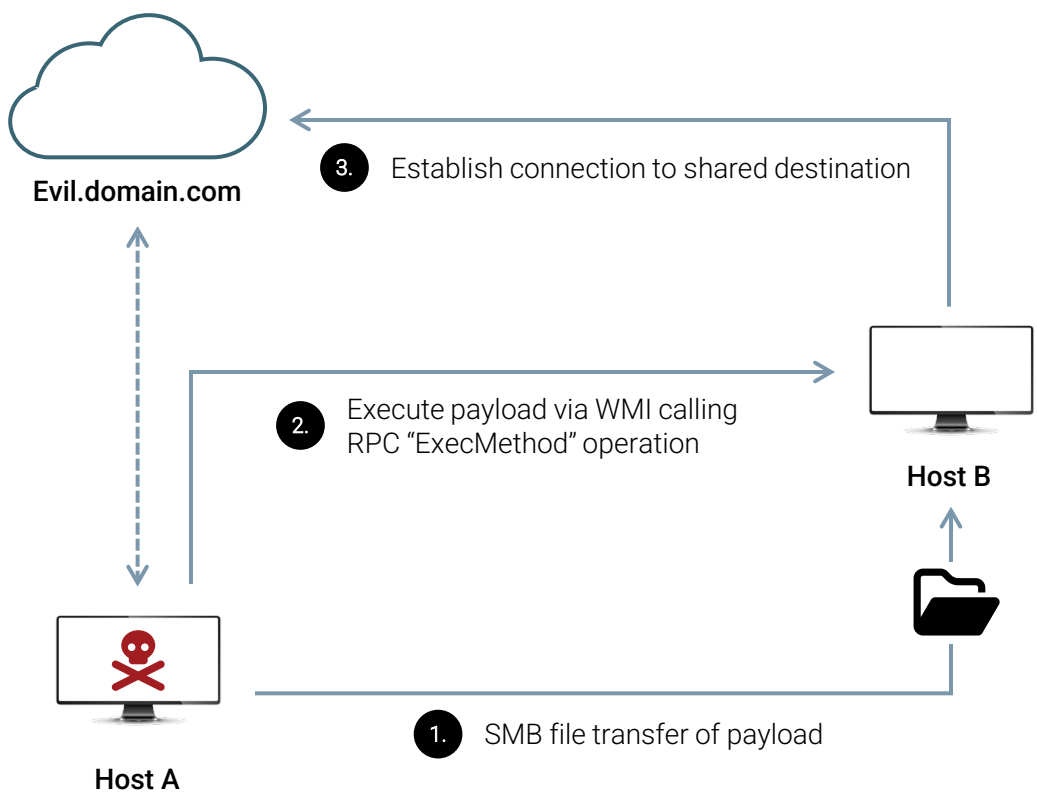 Evil.domain.com
3. Establish connection to shared destination
2. Execute payload via WMI calling
RPC “ExecMethod” operation
Host B
1. SMB file transfer of payload
Host A